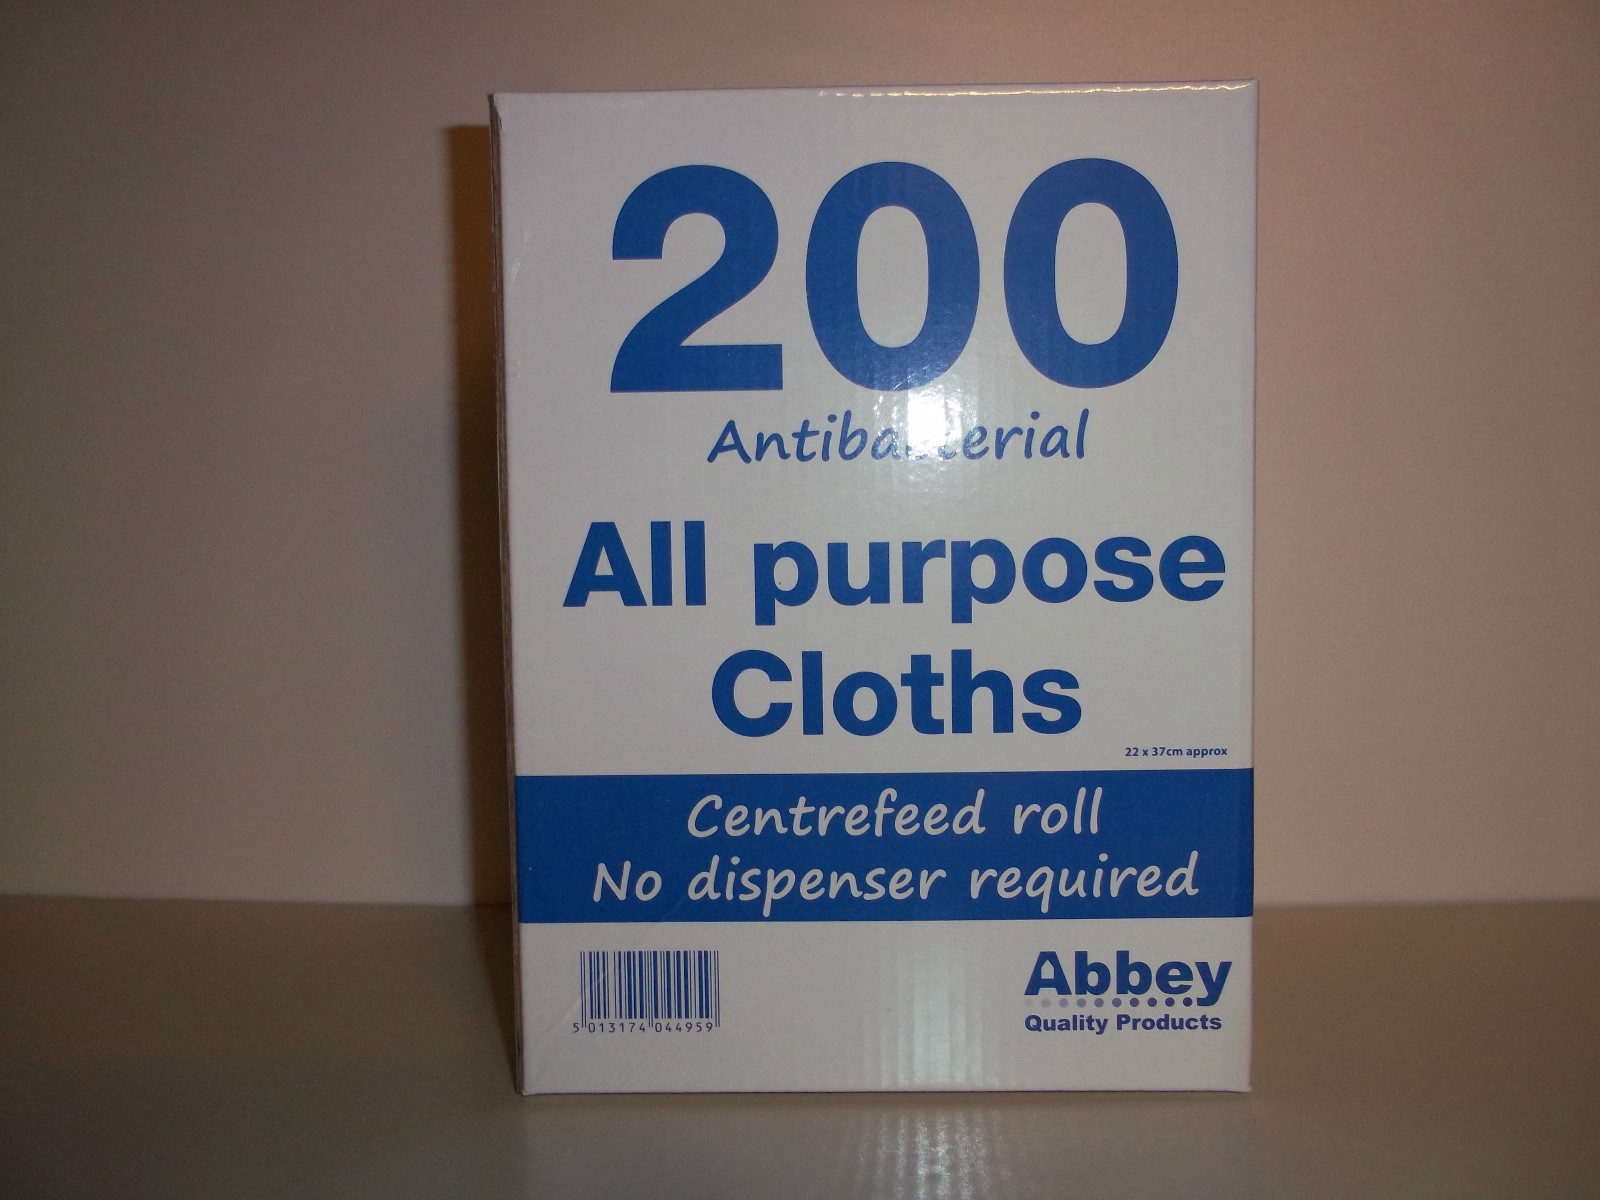 200
Antibacterial
All purpose
Cloths
22 x 37cm approx
Centrefeed roll
No dispenser required
5 013174 044959
Abbey
Quality Products